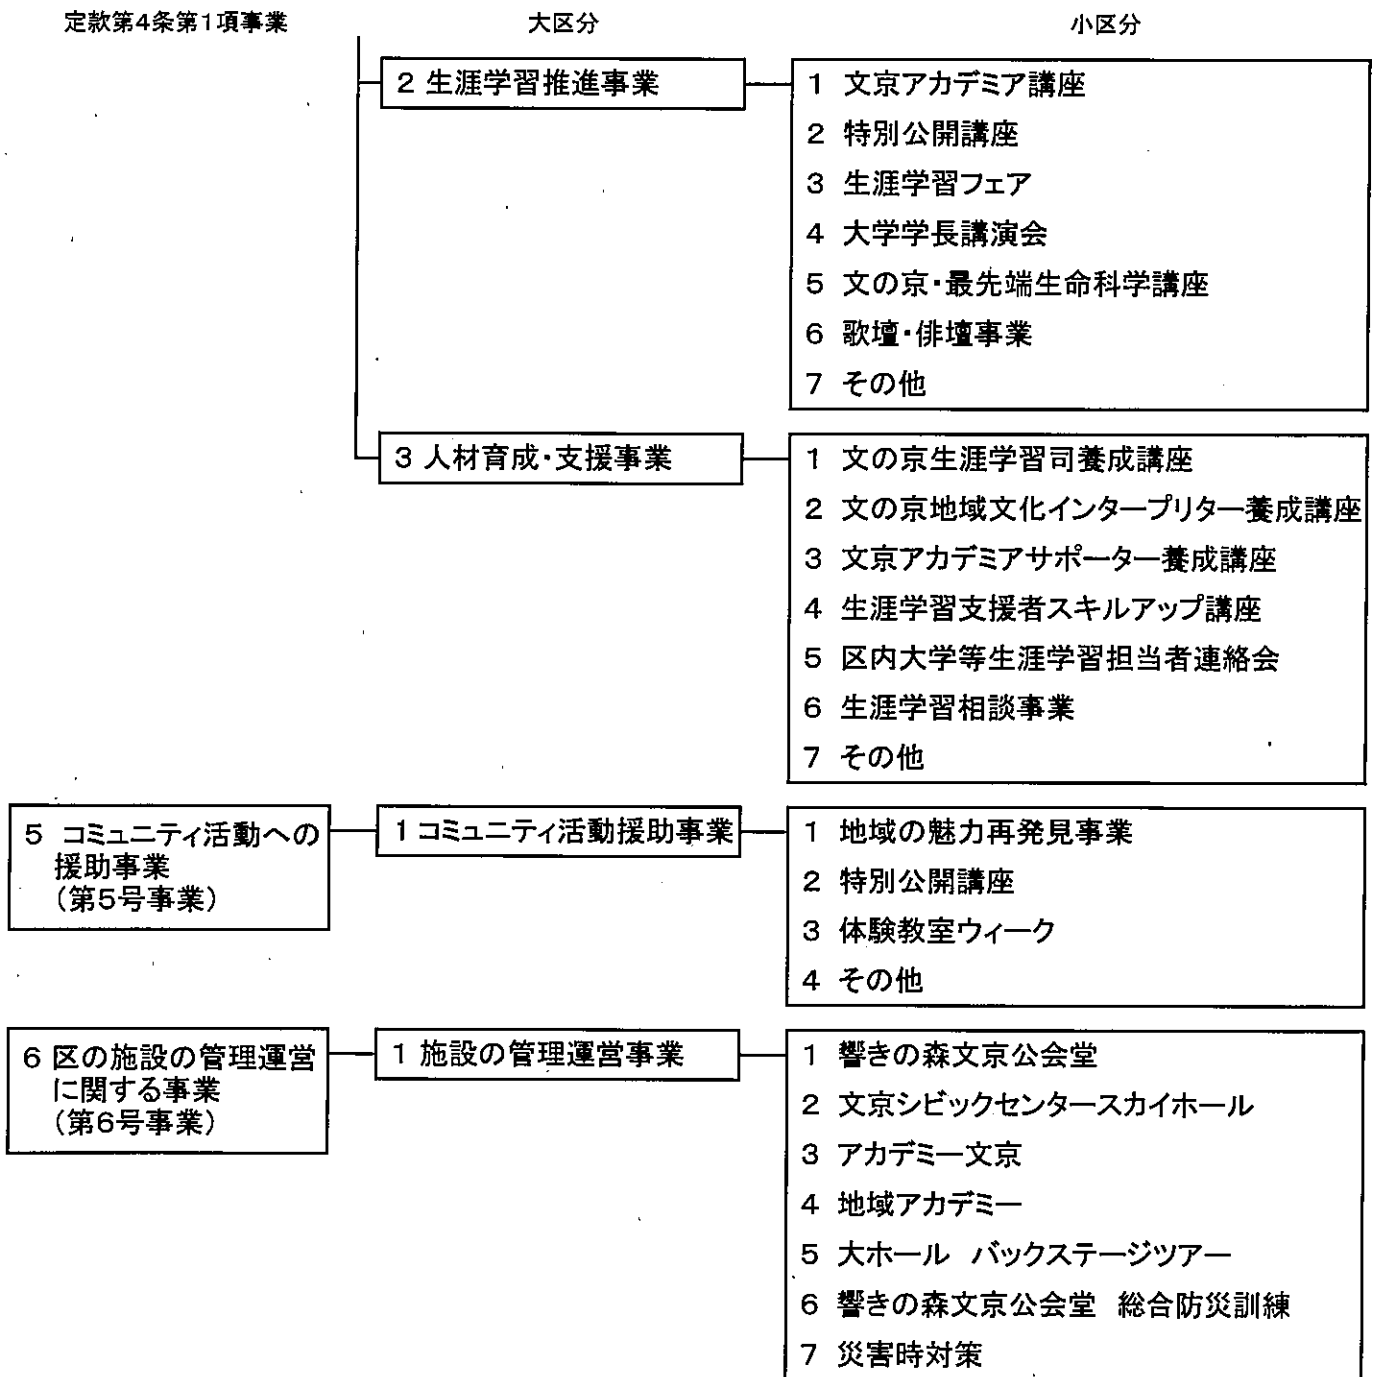 定款第4条第1項事業 大区分 小区分
2 生涯学習推進事業
1 文京アカデミア講座
2 特別公開講座
3 生涯学習フェア
4 大学学長講演会
5 文の京・最先端生命科学講座
6 歌壇・俳壇事業
7 その他
3 人材育成・支援事業
1 文の京生涯学習司養成講座
2 文の京地域文化インタープリター養成講座
3 文京アカデミアサポーター養成講座
4 生涯学習支援者スキルアップ講座
5 区内大学等生涯学習担当者連絡会
6 生涯学習相談事業
7 その他
5 コミュニティ活動への
援助事業
(第5号事業)
1 コミュニティ活動援助事業
1 地域の魅力再発見事業
2 特別公開講座
3 体験教室ウィーク
4 その他
6 区の施設の管理運営
に関する事業
(第6号事業)
1 施設の管理運営事業
1 響きの森文京公会堂
2 文京シビックセンタースカイホール
3 アカデミー文京
4 地域アカデミー
5 大ホール バックステージツアー
6 響きの森文京公会堂 総合防災訓練
7 災害時対策